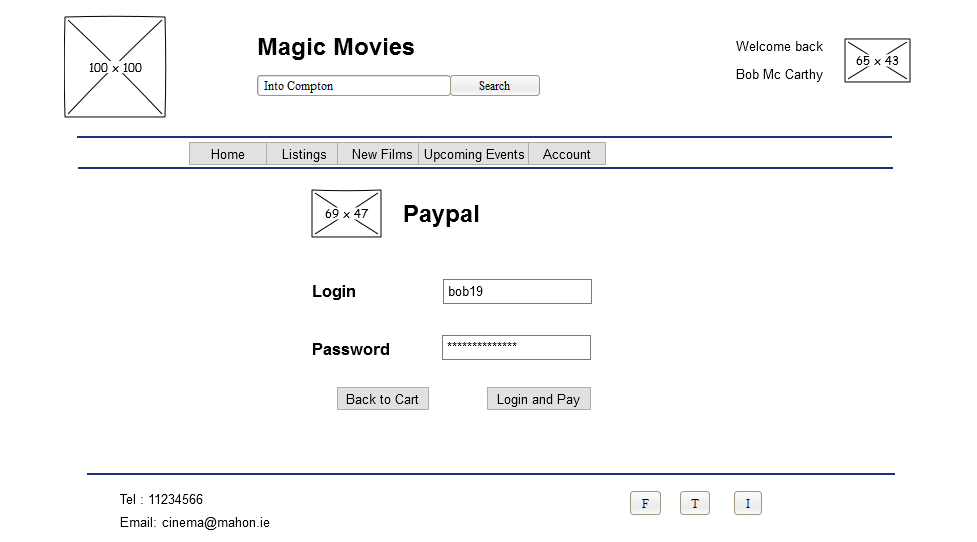 100 x 100
Magic Movies
Into Compton
Search
Welcome back
Bob Mc Carthy
65 x 43
Home
Listings
New Films
Upcoming Events
Account
69 x 47
Paypal
Login
bob19
Password
**************
Back to Cart
Login and Pay
Tel : 11234566
Email: cinema@mahon.ie
F
T
I